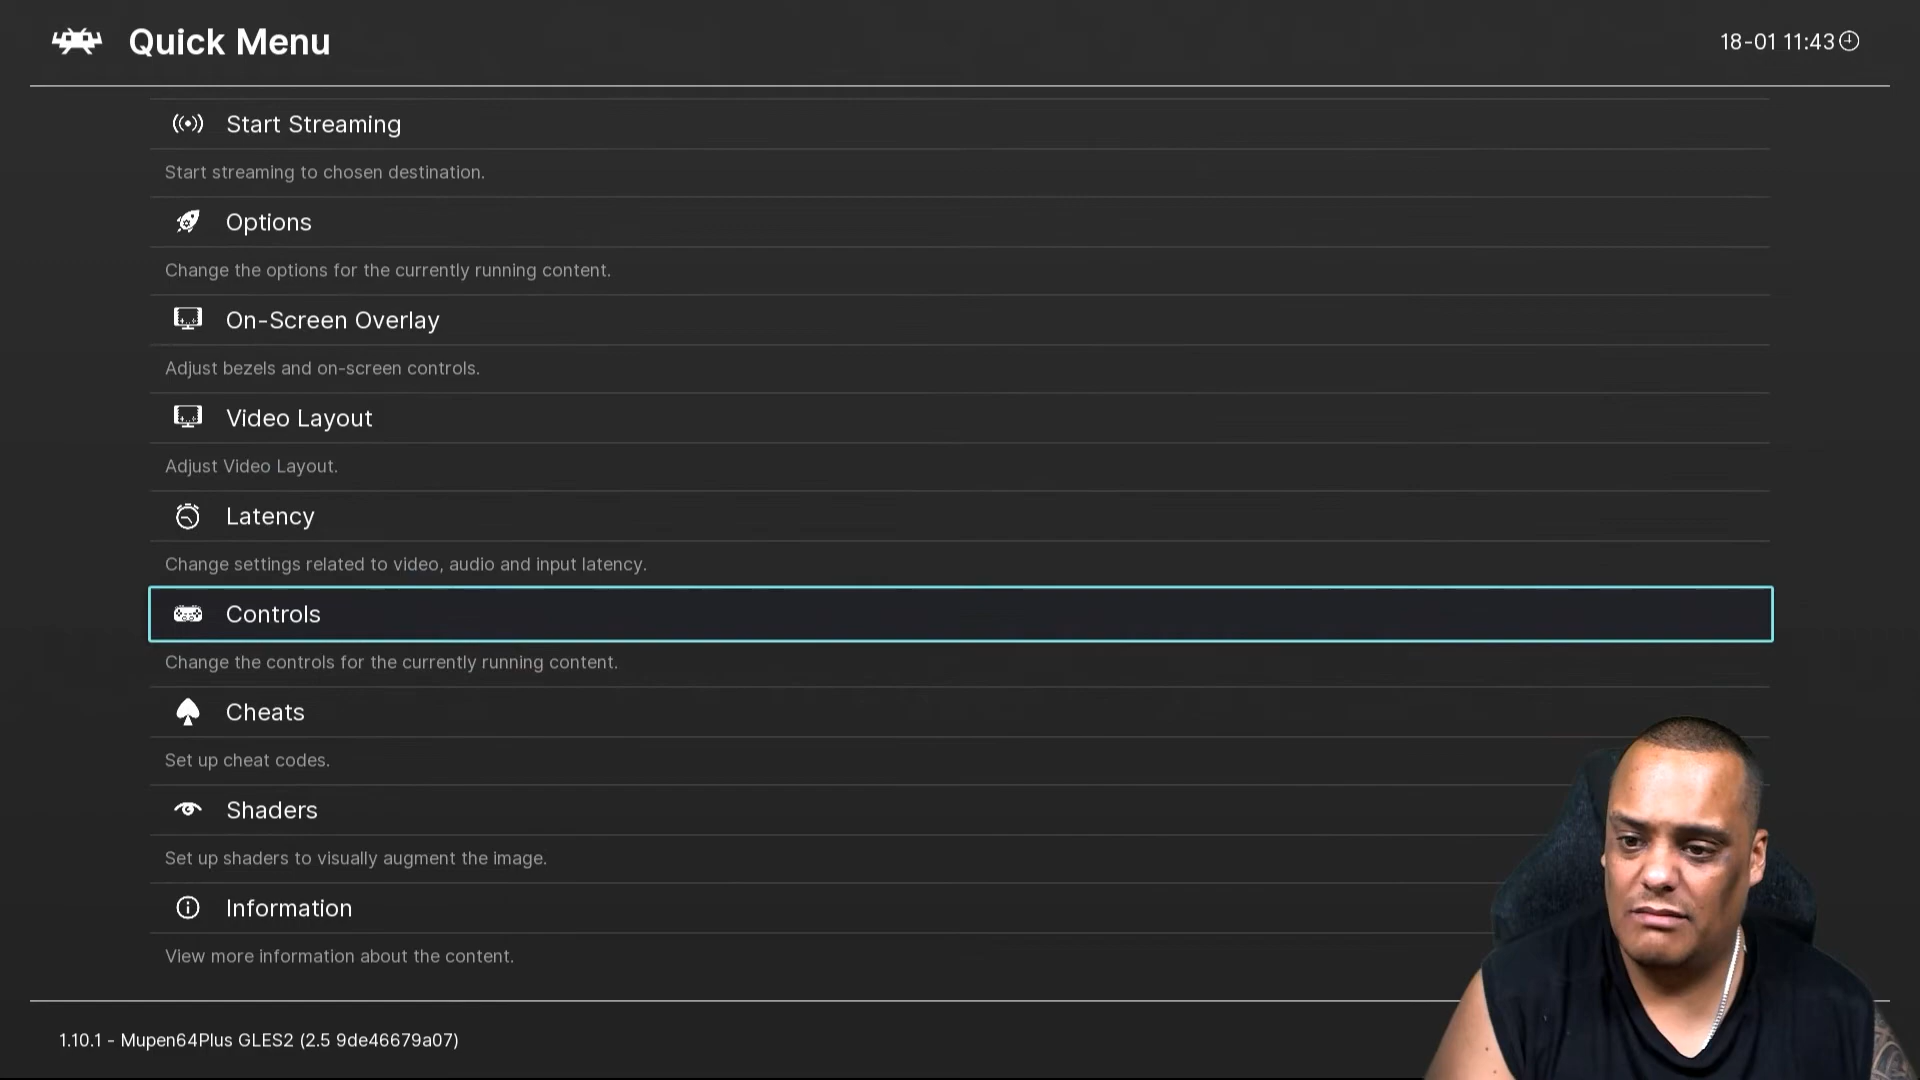 Quick Menu
18-01 11:43
Start Streaming
Start streaming to chosen destination.
Options
Change the options for the currently running content.
On-Screen Overlay
Adjust bezels and on-screen controls.
Video Layout
Adjust Video Layout.
Latency
Change settings related to video, audio and input latency.
Controls
Change the controls for the currently running content.
Cheats
Set up cheat codes.
Shaders
Set up shaders to visually augment the image.
Information
View more information about the content.
1.10.1 - Mupen64Plus GLES2 (2.5 9de46679a07)